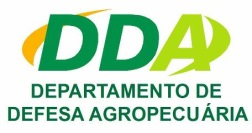 DDA
DEPARTAMENTO DE
DEFESA AGROPECUÁRIA